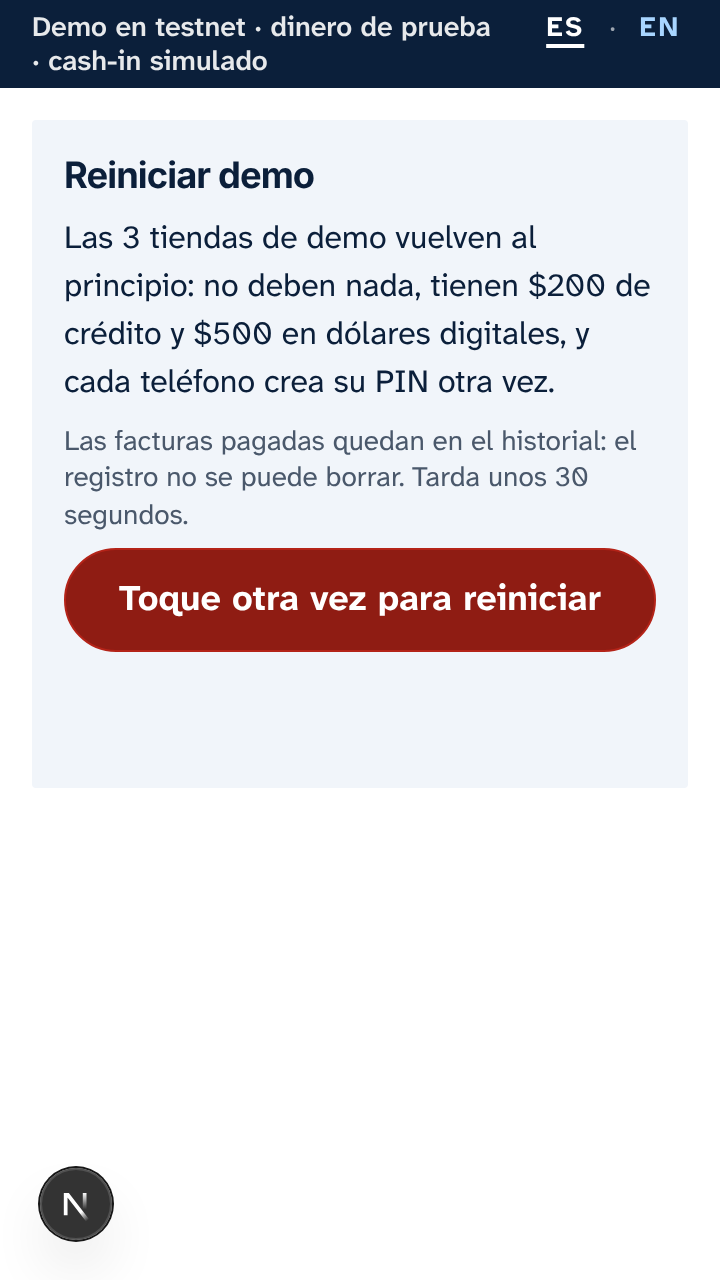 Demo en testnet · dinero de prueba
· cash-in simulado
ES · EN
Reiniciar demo
Las 3 tiendas de demo vuelven al
principio: no deben nada, tienen $200 de
crédito y $500 en dólares digitales, y
cada teléfono crea su PIN otra vez.
Las facturas pagadas quedan en el historial: el
registro no se puede borrar. Tarda unos 30
segundos.
Toque otra vez para reiniciar
N